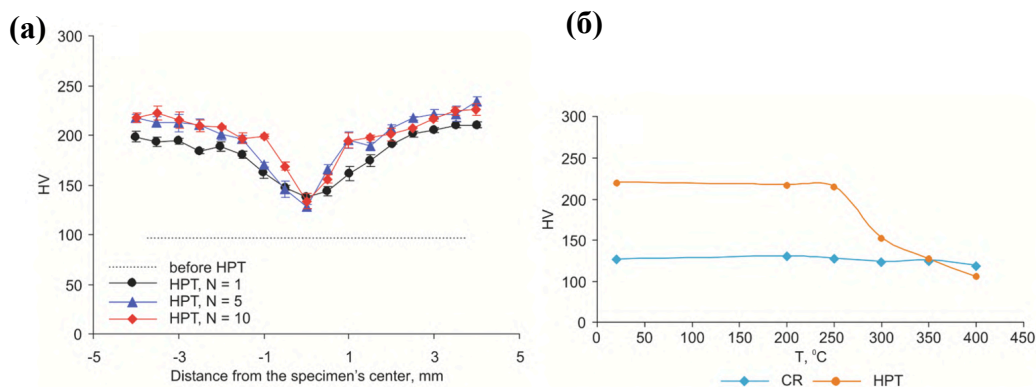 (а)
300
250
200
150
100
50
0
HV
-5
-3
-1
1
3
5
Distance from the specimen's center, mm
before HPT
HPT, N = 1
HPT, N = 5
HPT, N = 10
(б)
300
250
200
150
100
50
0
HV
0
50
100
150
200
250
300
350
400
450
T, °C
CR
HPT